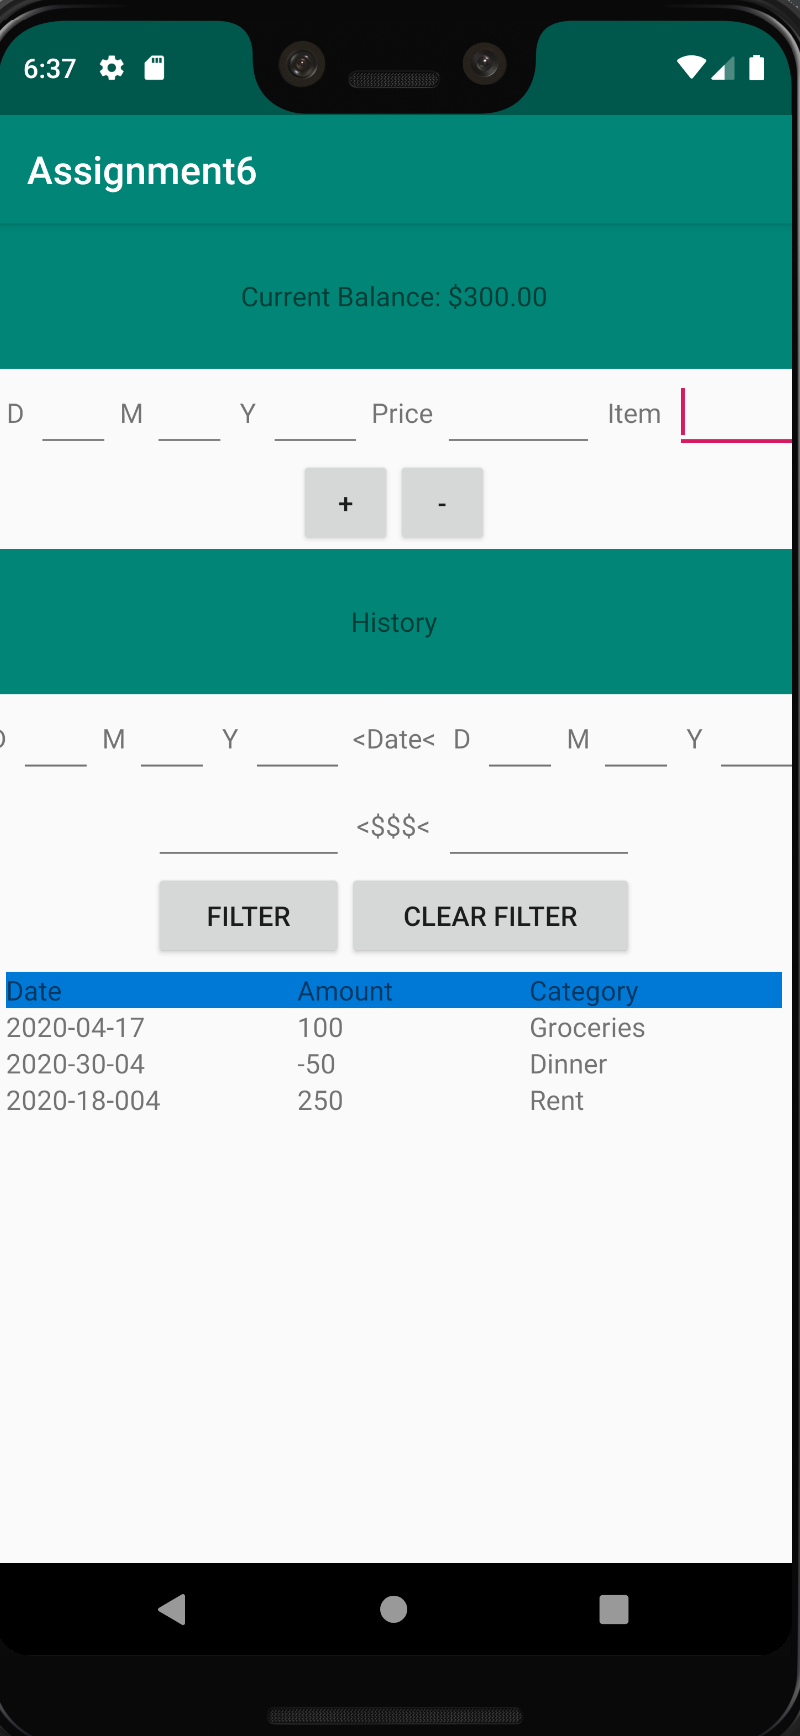 6:37
Assignment6
Current Balance: $300.00
D M Y Price Item
+ -
History
D M Y <Date< D M Y
<$$$<
FILTER CLEAR FILTER
Date Amount Category
2020-04-17 100 Groceries
2020-30-04 -50 Dinner
2020-18-004 250 Rent